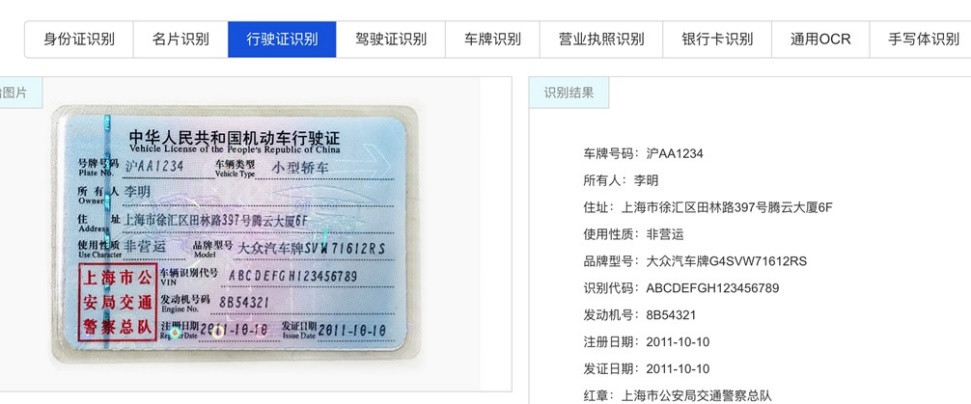 身份证识别 名片识别 行驶证识别 驾驶证识别 车牌识别 营业执照识别 银行卡识别 通用OCR 手写体识别
图片
识别结果
中华人民共和国机动车行驶证
Vehicle License of the People's Republic of China
号牌号码 沪AA1234 车辆类型 小型轿车
Plate No. Vehicle Type
所有人 李明
Owner
住址 上海市徐汇区田林路397号腾云大厦6F
Address
使用性质 非营运 品牌型号 大众汽车牌SVW71612RS
Use Character Model
上海市公安局交通警察总队
车辆识别代号 ABCDEFGH123456789
VIN
发动机号码 8B54321
Engine No.
注册日期 2011-10-10 发证日期 2011-10-10
Register Date Issue Date
车牌号码：沪AA1234
所有人：李明
住址：上海市徐汇区田林路397号腾云大厦6F
使用性质：非营运
品牌型号：大众汽车牌G4SVW71612RS
识别代码：ABCDEFGH123456789
发动机号：8B54321
注册日期：2011-10-10
发证日期：2011-10-10
红章：上海市公安局交通警察总队